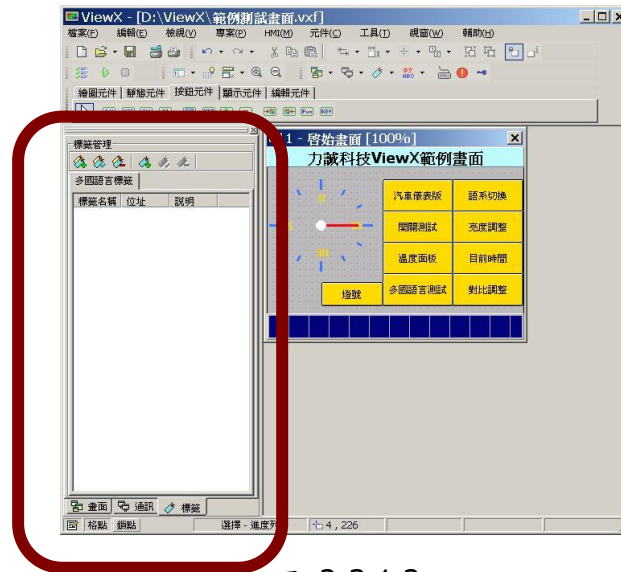 ViewX - [D:\ViewX\範例測試畫面.vxf]
檔案(F) 編輯(E) 檢視(V) 專案(P) HMI(M) 元件(C) 工具(T) 視窗(W) 輔助(H)
繪圖元件 靜態元件 按鈕元件 顯示元件 編輯元件
標籤管理
多國語言標籤
標籤名稱 位址 說明
1 - 啓始畫面 [100%]
力誠科技ViewX範例畫面
汽車儀表版 語系切換
開關測試 亮度調整
溫度面板 目前時間
燈號 多國語言測試 對比調整
畫面 通訊 標籤
格點 鎖點 選擇 - 進度列 4 , 226